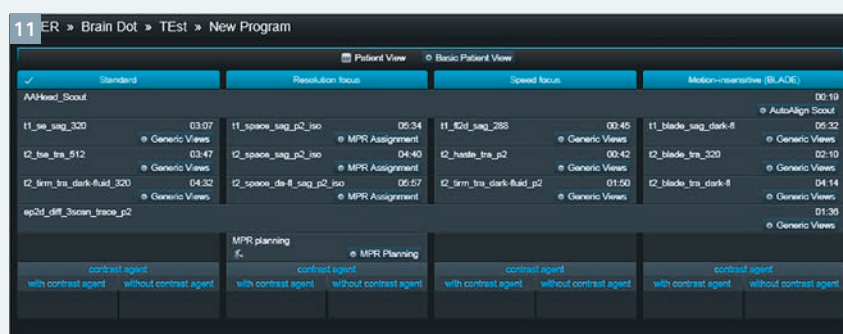 11
ER » Brain Dot » TEst » New Program
Patient View Basic Patient View
Standard Resolution focus Speed focus Motion-insensitive (BLADE)
AAHead_Scout 00:19
AutoAlign Scout
t1_se_sag_320 03:07 t1_space_sag_p2_iso 05:34 t1_fl2d_sag_288 00:45 t1_blade_sag_dark-fl 05:32
Generic Views MPR Assignment Generic Views Generic Views
t2_tse_tra_512 03:47 t2_space_sag_p2_iso 04:40 t2_haste_tra_p2 00:42 t2_blade_tra_320 02:10
Generic Views MPR Assignment Generic Views Generic Views
t2_tirm_tra_dark-fluid_320 04:32 t2_space_da-fl_sag_p2_iso 05:57 t2_tirm_tra_dark-fluid_p2 01:50 t2_blade_tra_dark-fl 04:14
Generic Views MPR Assignment Generic Views Generic Views
ep2d_diff_3scan_trace_p2 01:36
Generic Views
MPR planning
MPR Planning
contrast agent contrast agent contrast agent contrast agent
with contrast agent without contrast agent with contrast agent without contrast agent with contrast agent without contrast agent with contrast agent without contrast agent